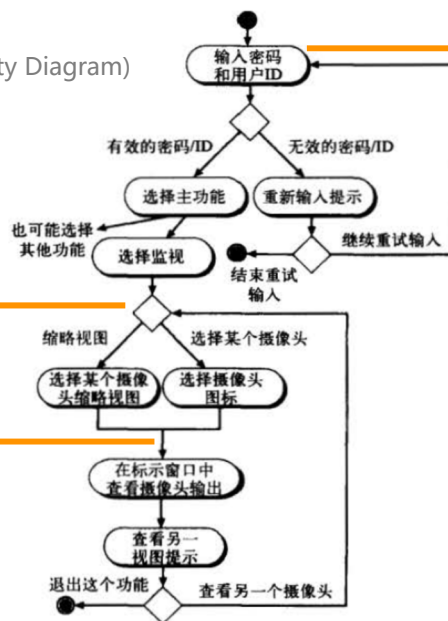 ty Diagram)
输入密码
和用户ID
有效的密码/ID
无效的密码/ID
选择主功能
重新输入提示
也可能选择
其他功能
选择监视
继续重试输入
结束重试
输入
缩略视图
选择某个摄像头
选择某个摄像
头缩略视图
选择摄像头
图标
在标示窗口中
查看摄像头输出
查看另一
视图提示
退出这个功能
查看另一个摄像头